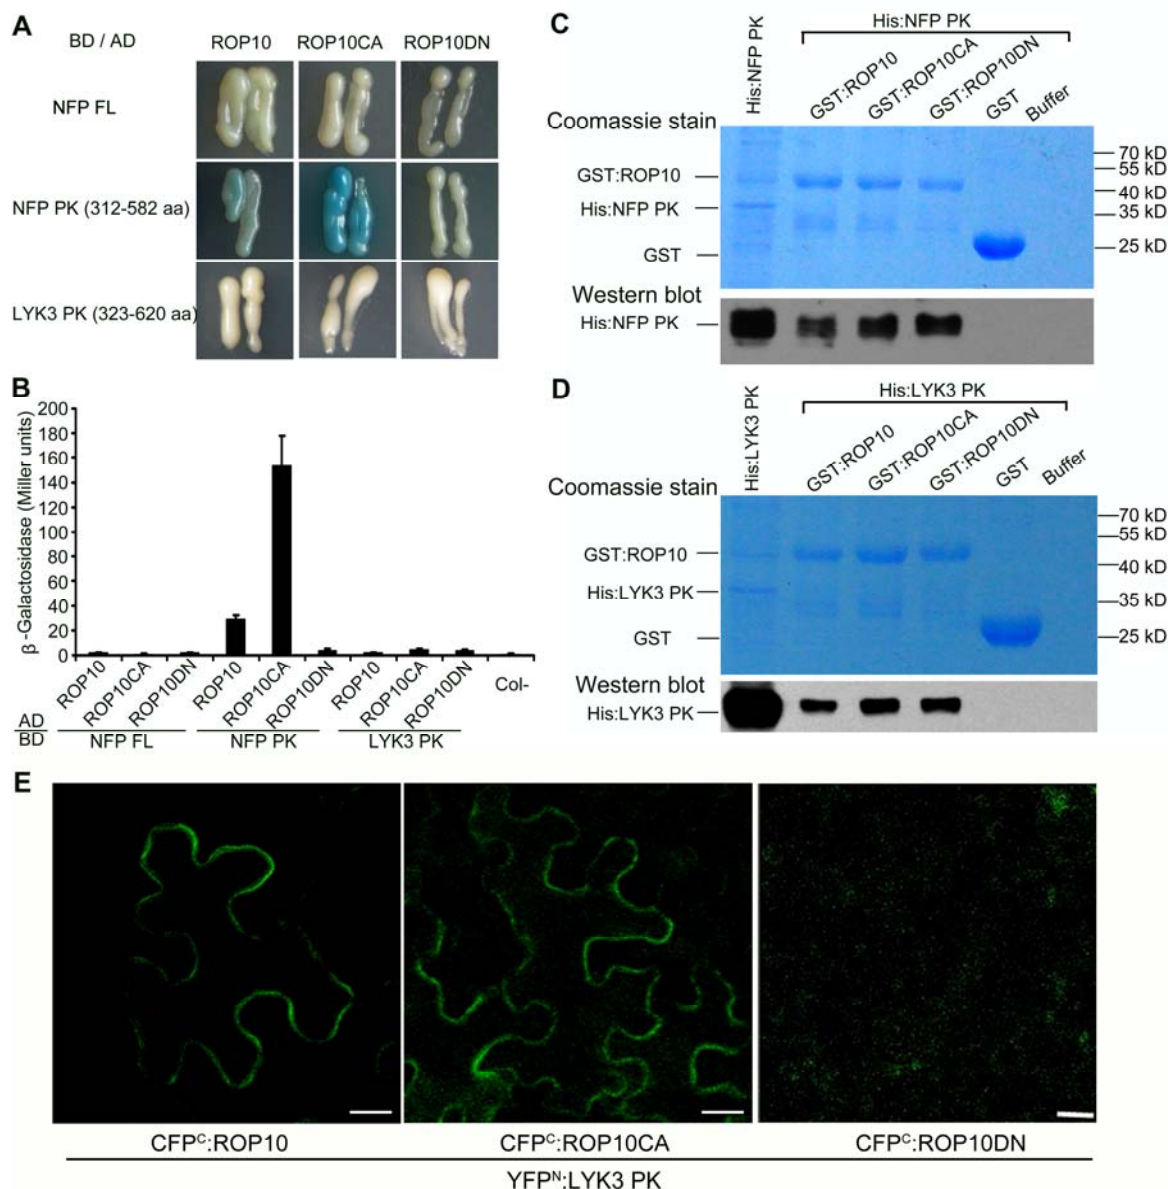 A
BD / AD
ROP10
ROP10CA
ROP10DN
NFP FL
NFP PK (312-582 aa)
LYK3 PK (323-620 aa)
B
β-Galactosidase (Miller units)
200
180
160
140
120
100
80
60
40
20
0
ROP10
ROP10CA
ROP10DN
ROP10
ROP10CA
ROP10DN
ROP10
ROP10CA
ROP10DN
Col-
AD
BD
NFP FL
NFP PK
LYK3 PK
C
His:NFP PK
His:NFP PK
GST:ROP10
GST:ROP10CA
GST:ROP10DN
GST
Buffer
Coomassie stain
GST:ROP10
His:NFP PK
GST
70 kD
55 kD
40 kD
35 kD
25 kD
Western blot
His:NFP PK
D
His:LYK3 PK
His:LYK3 PK
GST:ROP10
GST:ROP10CA
GST:ROP10DN
GST
Buffer
Coomassie stain
GST:ROP10
His:LYK3 PK
GST
70 kD
55 kD
40 kD
35 kD
25 kD
Western blot
His:LYK3 PK
E
CFPᶜ:ROP10
CFPᶜ:ROP10CA
CFPᶜ:ROP10DN
YFPᴺ:LYK3 PK